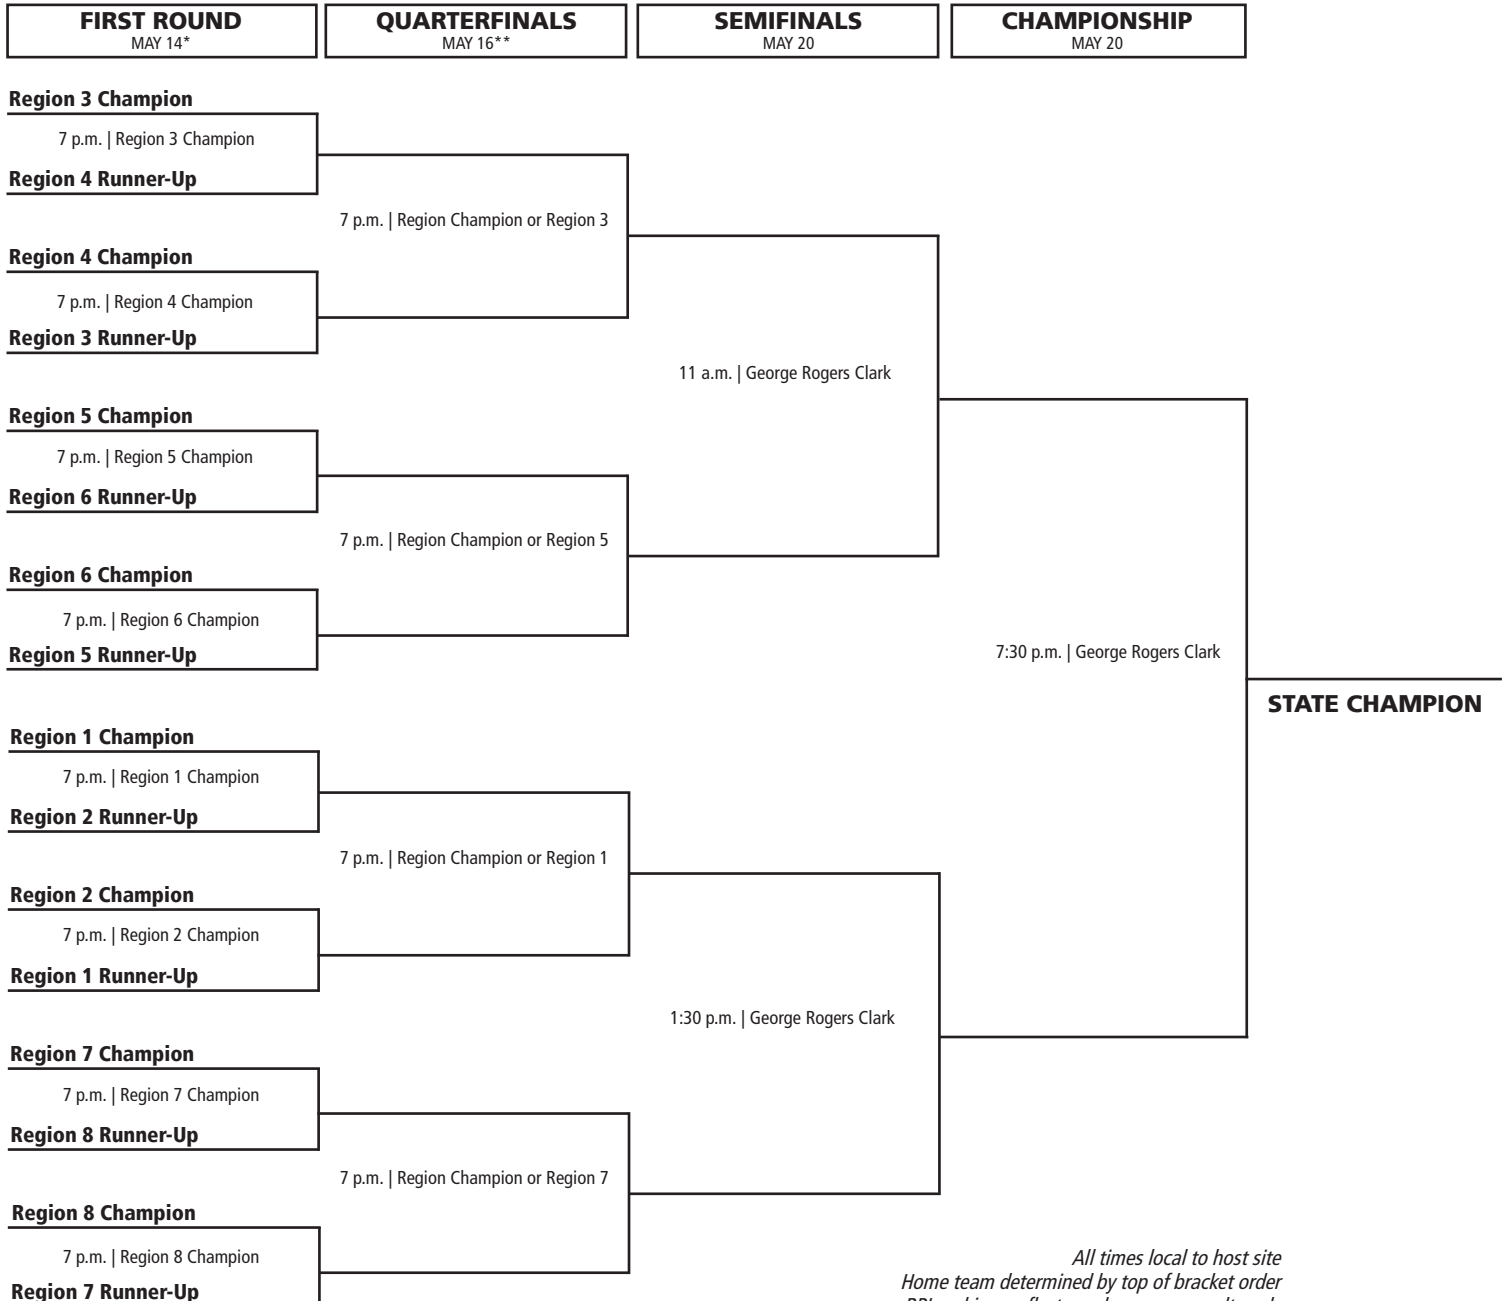 FIRST ROUND
MAY 14*
QUARTERFINALS
MAY 16**
SEMIFINALS
MAY 20
CHAMPIONSHIP
MAY 20
Region 3 Champion
7 p.m. | Region 3 Champion
Region 4 Runner-Up
7 p.m. | Region Champion or Region 3
Region 4 Champion
7 p.m. | Region 4 Champion
Region 3 Runner-Up
11 a.m. | George Rogers Clark
Region 5 Champion
7 p.m. | Region 5 Champion
Region 6 Runner-Up
7 p.m. | Region Champion or Region 5
Region 6 Champion
7 p.m. | Region 6 Champion
Region 5 Runner-Up
7:30 p.m. | George Rogers Clark
STATE CHAMPION
Region 1 Champion
7 p.m. | Region 1 Champion
Region 2 Runner-Up
7 p.m. | Region Champion or Region 1
Region 2 Champion
7 p.m. | Region 2 Champion
Region 1 Runner-Up
1:30 p.m. | George Rogers Clark
Region 7 Champion
7 p.m. | Region 7 Champion
Region 8 Runner-Up
7 p.m. | Region Champion or Region 7
Region 8 Champion
7 p.m. | Region 8 Champion
Region 7 Runner-Up
All times local to host site
Home team determined by top of bracket order